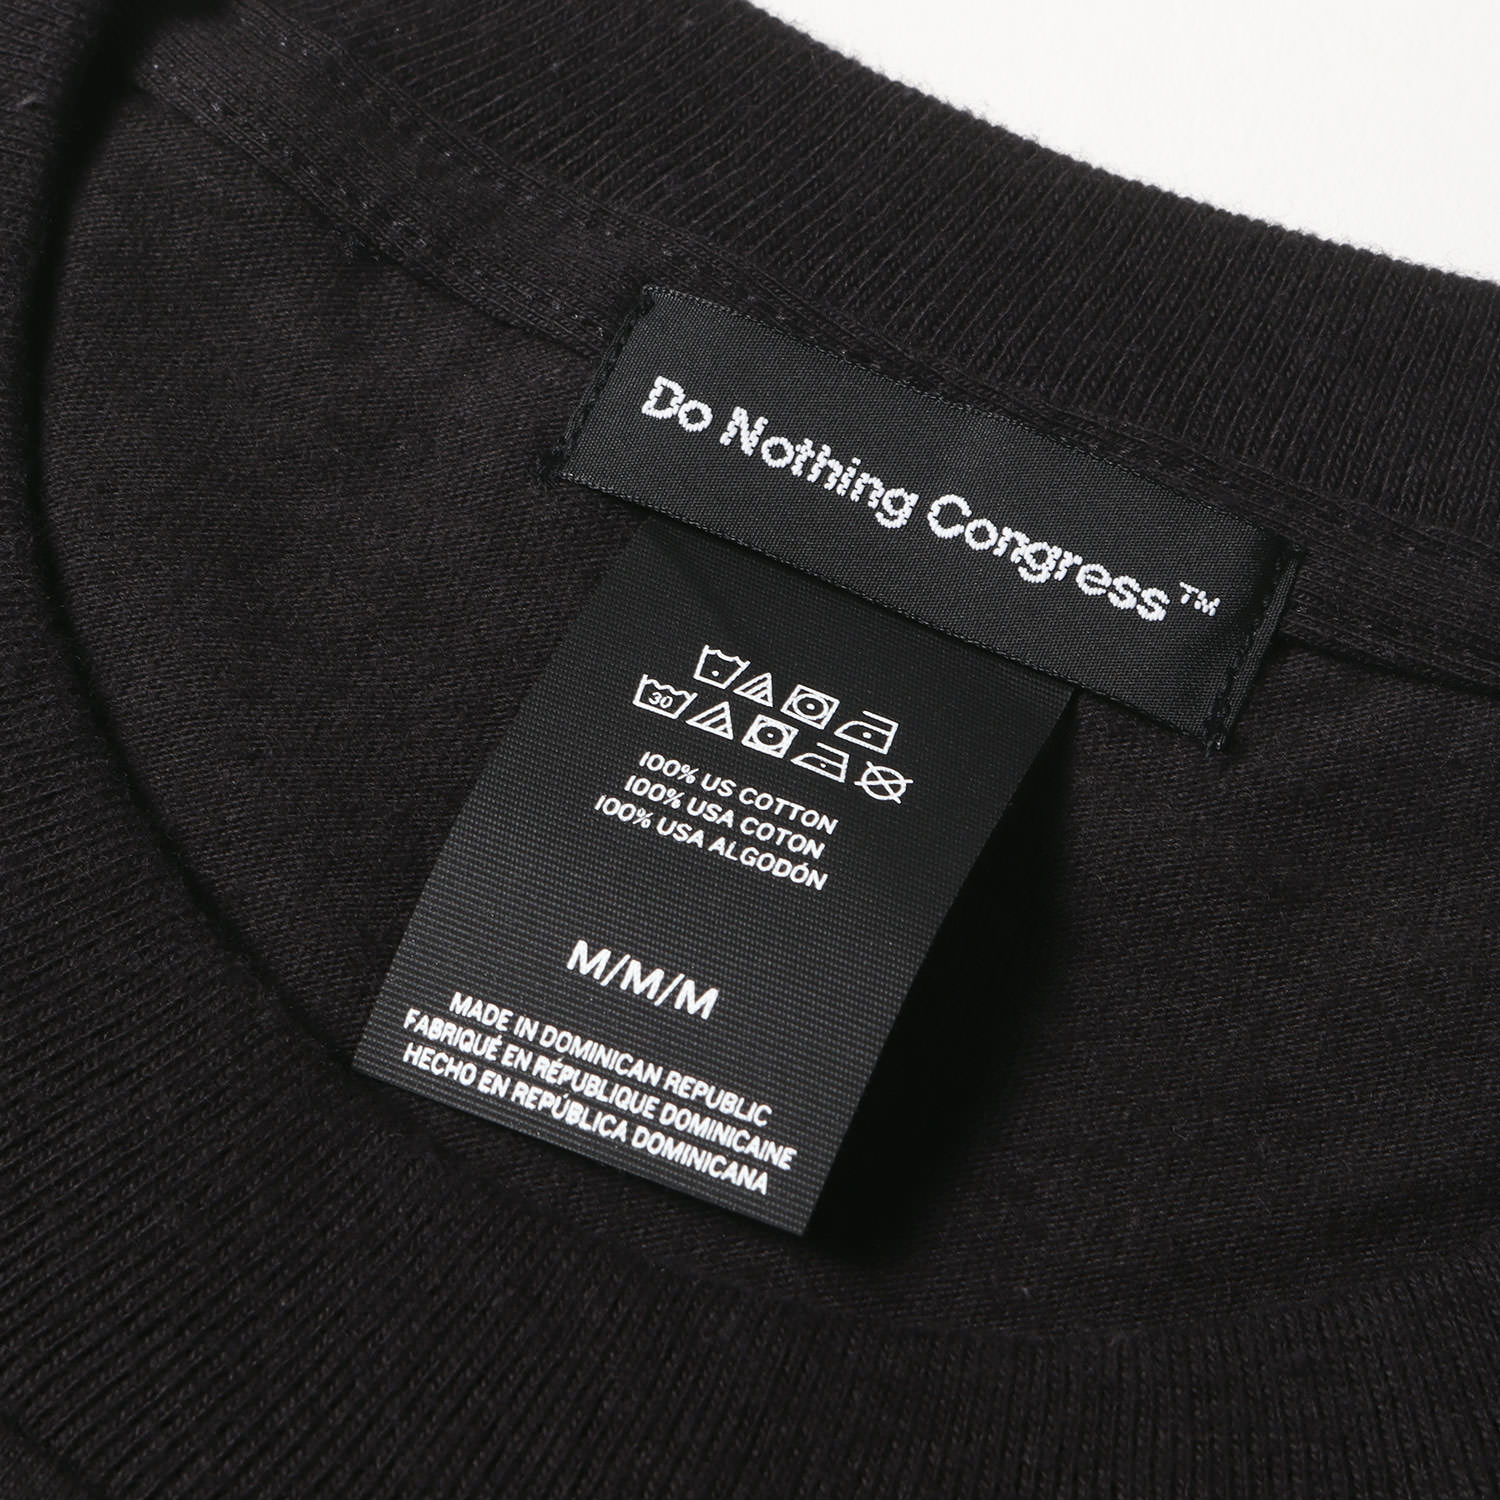 Do Nothing Congress™
30
100% US COTTON
100% USA COTON
100% USA ALGODÓN
M/M/M
MADE IN DOMINICAN REPUBLIC
FABRIQUÉ EN RÉPUBLIQUE DOMINICAINE
HECHO EN REPÚBLICA DOMINICANA